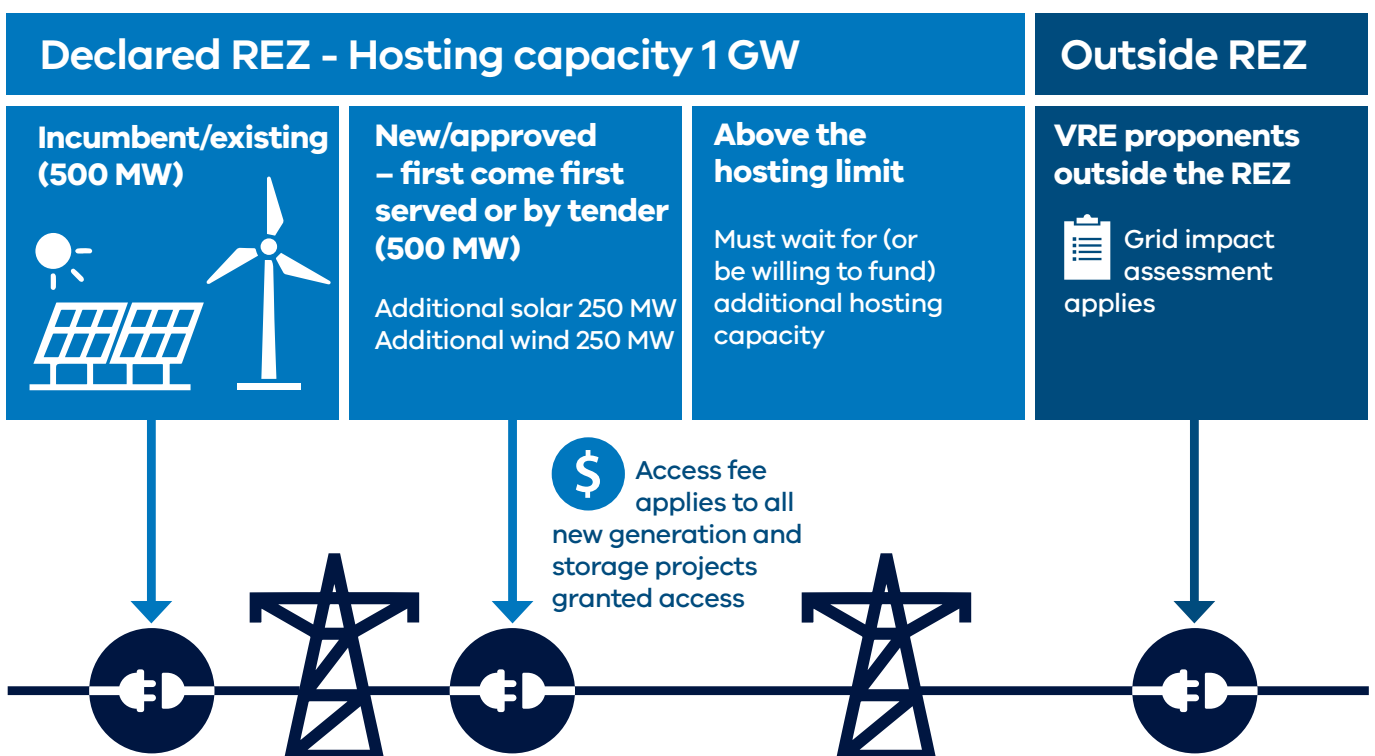 Declared REZ - Hosting capacity 1 GW
Outside REZ
Incumbent/existing
(500 MW)
New/approved
– first come first
served or by tender
(500 MW)
Additional solar 250 MW
Additional wind 250 MW
Above the
hosting limit
Must wait for (or
be willing to fund)
additional hosting
capacity
VRE proponents
outside the REZ
Grid impact
assessment
applies
$
Access fee
applies to all
new generation and
storage projects
granted access